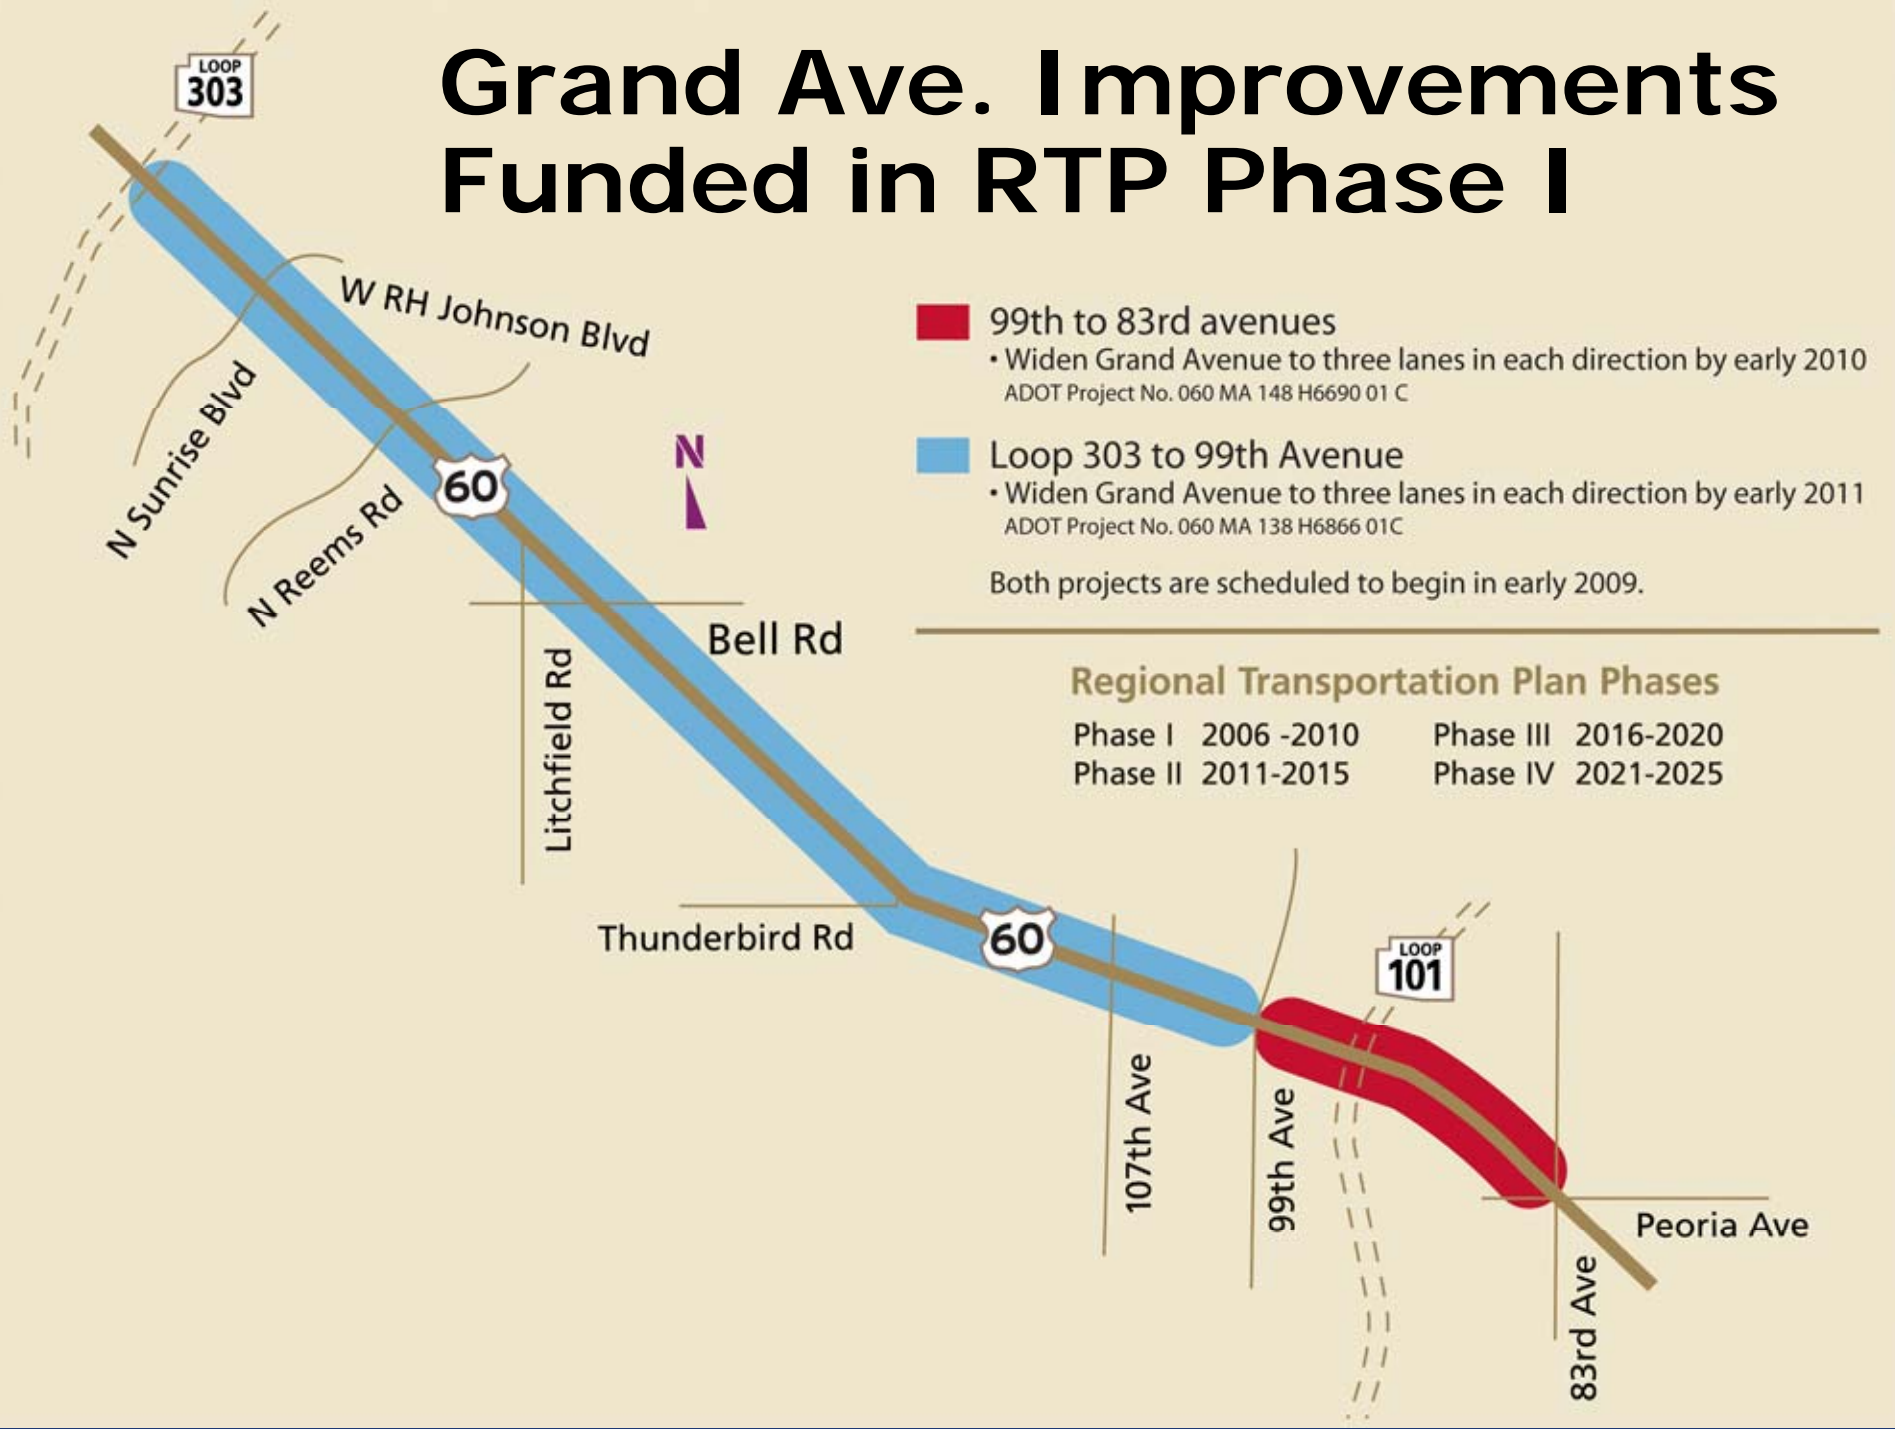 Grand Ave. Improvements
Funded in RTP Phase I
LOOP
303
W RH Johnson Blvd
N Sunrise Blvd
N Reems Rd
60
N
Bell Rd
Litchfield Rd
Thunderbird Rd
60
107th Ave
99th Ave
LOOP
101
Peoria Ave
83rd Ave
99th to 83rd avenues
• Widen Grand Avenue to three lanes in each direction by early 2010
ADOT Project No. 060 MA 148 H6690 01 C
Loop 303 to 99th Avenue
• Widen Grand Avenue to three lanes in each direction by early 2011
ADOT Project No. 060 MA 138 H6866 01C
Both projects are scheduled to begin in early 2009.
Regional Transportation Plan Phases
Phase I 2006 -2010 Phase III 2016-2020
Phase II 2011-2015 Phase IV 2021-2025